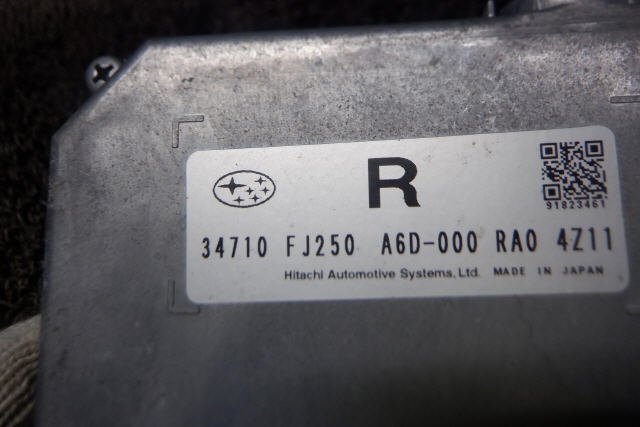 R
91823461
34710 FJ250 A6D-000 RA0 4Z11
Hitachi Automotive Systems, Ltd. MADE IN JAPAN